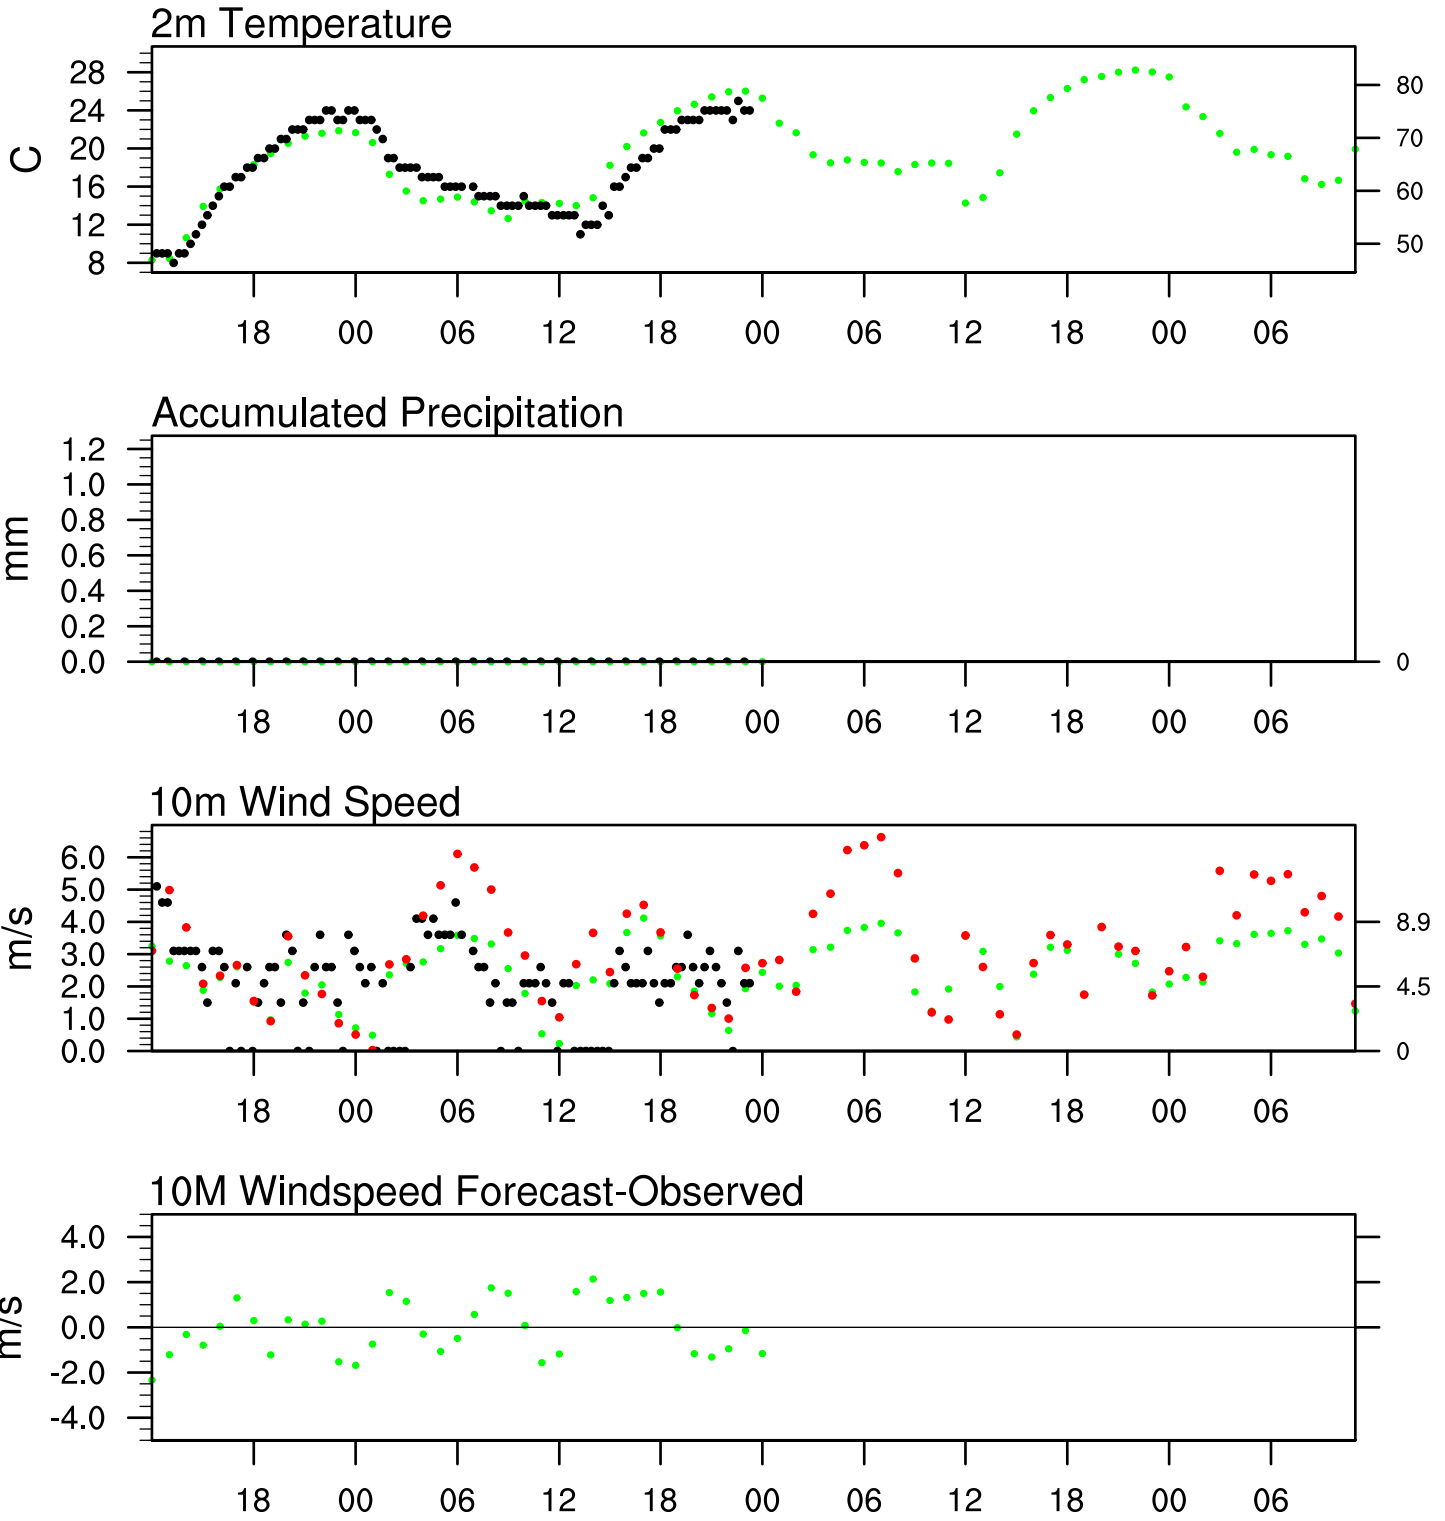 2m Temperature
C
28
24
20
16
12
8
80
70
60
50
18 00 06 12 18 00 06 12 18 00 06
Accumulated Precipitation
mm
1.2
1.0
0.8
0.6
0.4
0.2
0.0
0
18 00 06 12 18 00 06 12 18 00 06
10m Wind Speed
m/s
6.0
5.0
4.0
3.0
2.0
1.0
0.0
8.9
4.5
0
18 00 06 12 18 00 06 12 18 00 06
10M Windspeed Forecast-Observed
m/s
4.0
2.0
0.0
-2.0
-4.0
18 00 06 12 18 00 06 12 18 00 06